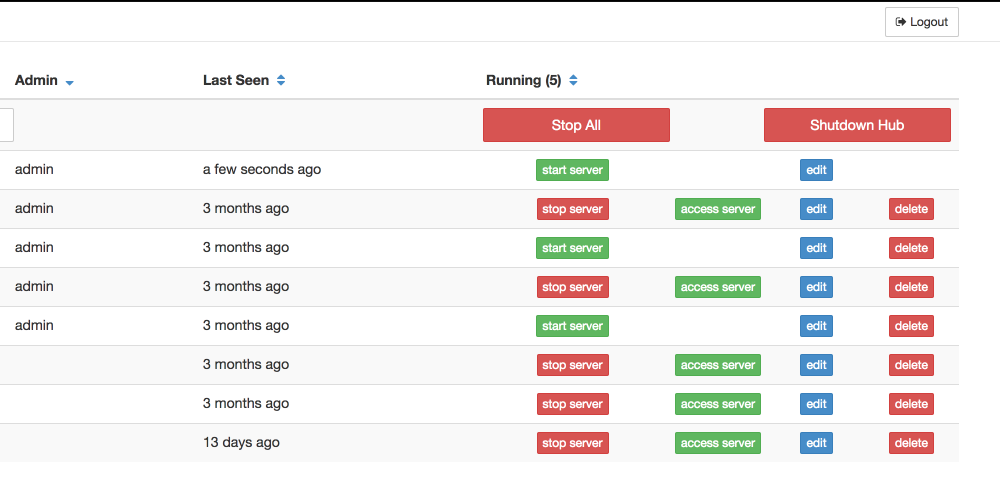 Logout
Admin Last Seen Running (5)
Stop All Shutdown Hub
admin a few seconds ago start server edit
admin 3 months ago stop server access server edit delete
admin 3 months ago start server edit delete
admin 3 months ago stop server access server edit delete
admin 3 months ago start server edit delete
3 months ago stop server access server edit delete
3 months ago stop server access server edit delete
13 days ago stop server access server edit delete